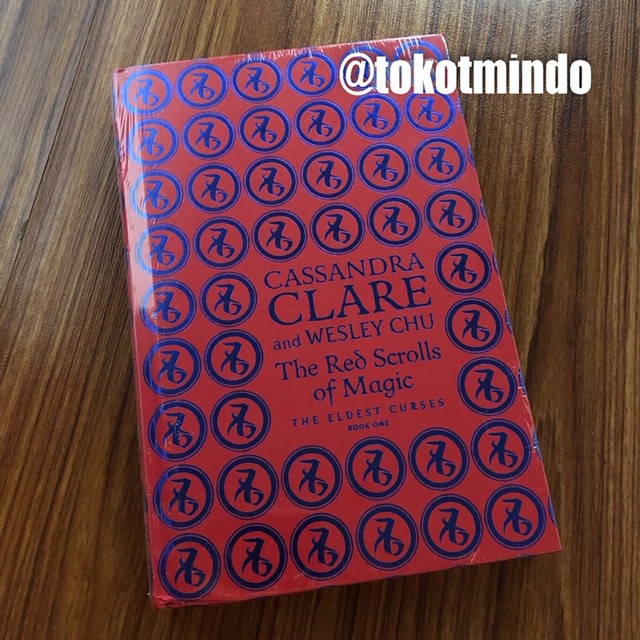 @tokotmindo
CASSANDRA
CLARE
and WESLEY CHU
The Red Scrolls
of Magic
THE ELDEST CURSES
BOOK ONE